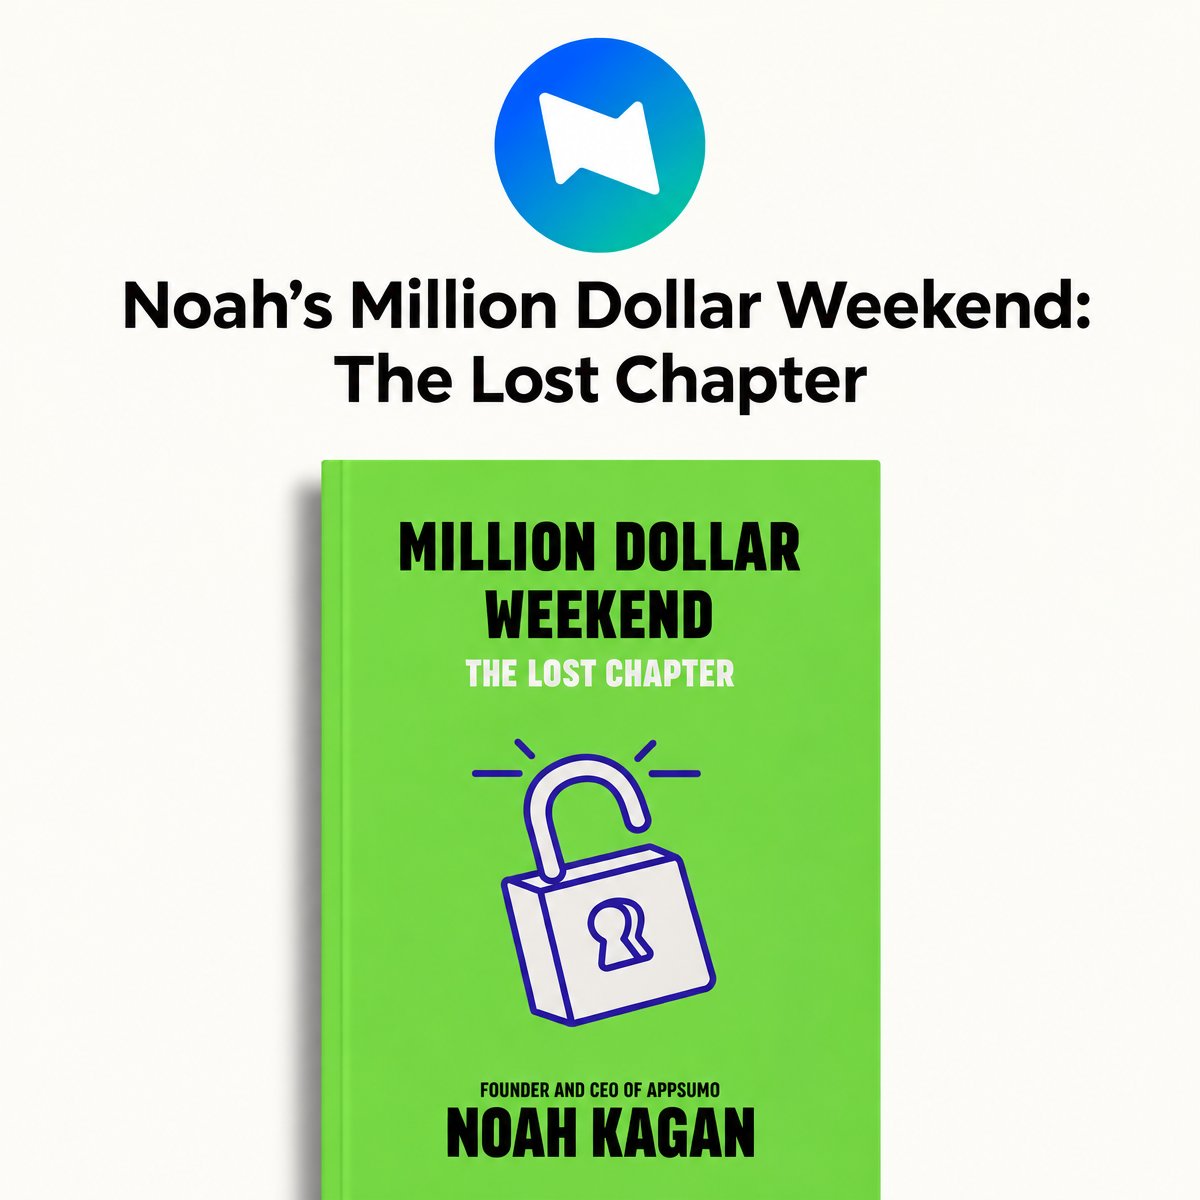 Noah’s Million Dollar Weekend:
The Lost Chapter
MILLION DOLLAR
WEEKEND
THE LOST CHAPTER
FOUNDER AND CEO OF APPSUMO
NOAH KAGAN